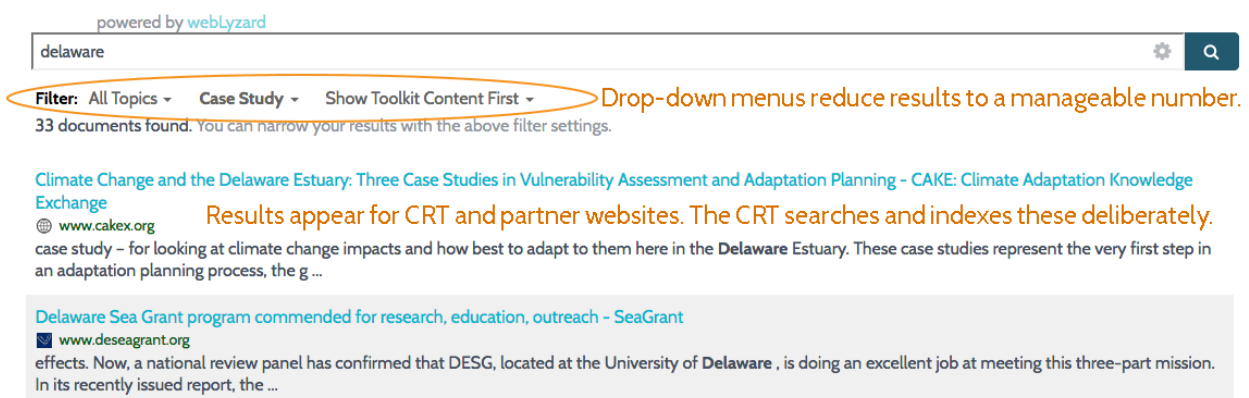 powered by webLyzard
delaware
Filter: All Topics Case Study Show Toolkit Content First Drop-down menus reduce results to a manageable number.
33 documents found. You can narrow your results with the above filter settings.
Climate Change and the Delaware Estuary: Three Case Studies in Vulnerability Assessment and Adaptation Planning - CAKE: Climate Adaptation Knowledge
Exchange
Results appear for CRT and partner websites. The CRT searches and indexes these deliberately.
www.cakex.org
case study – for looking at climate change impacts and how best to adapt to them here in the Delaware Estuary. These case studies represent the very first step in
an adaptation planning process, the g ...
Delaware Sea Grant program commended for research, education, outreach - SeaGrant
www.deseagrant.org
effects. Now, a national review panel has confirmed that DESG, located at the University of Delaware , is doing an excellent job at meeting this three-part mission.
In its recently issued report, the ...